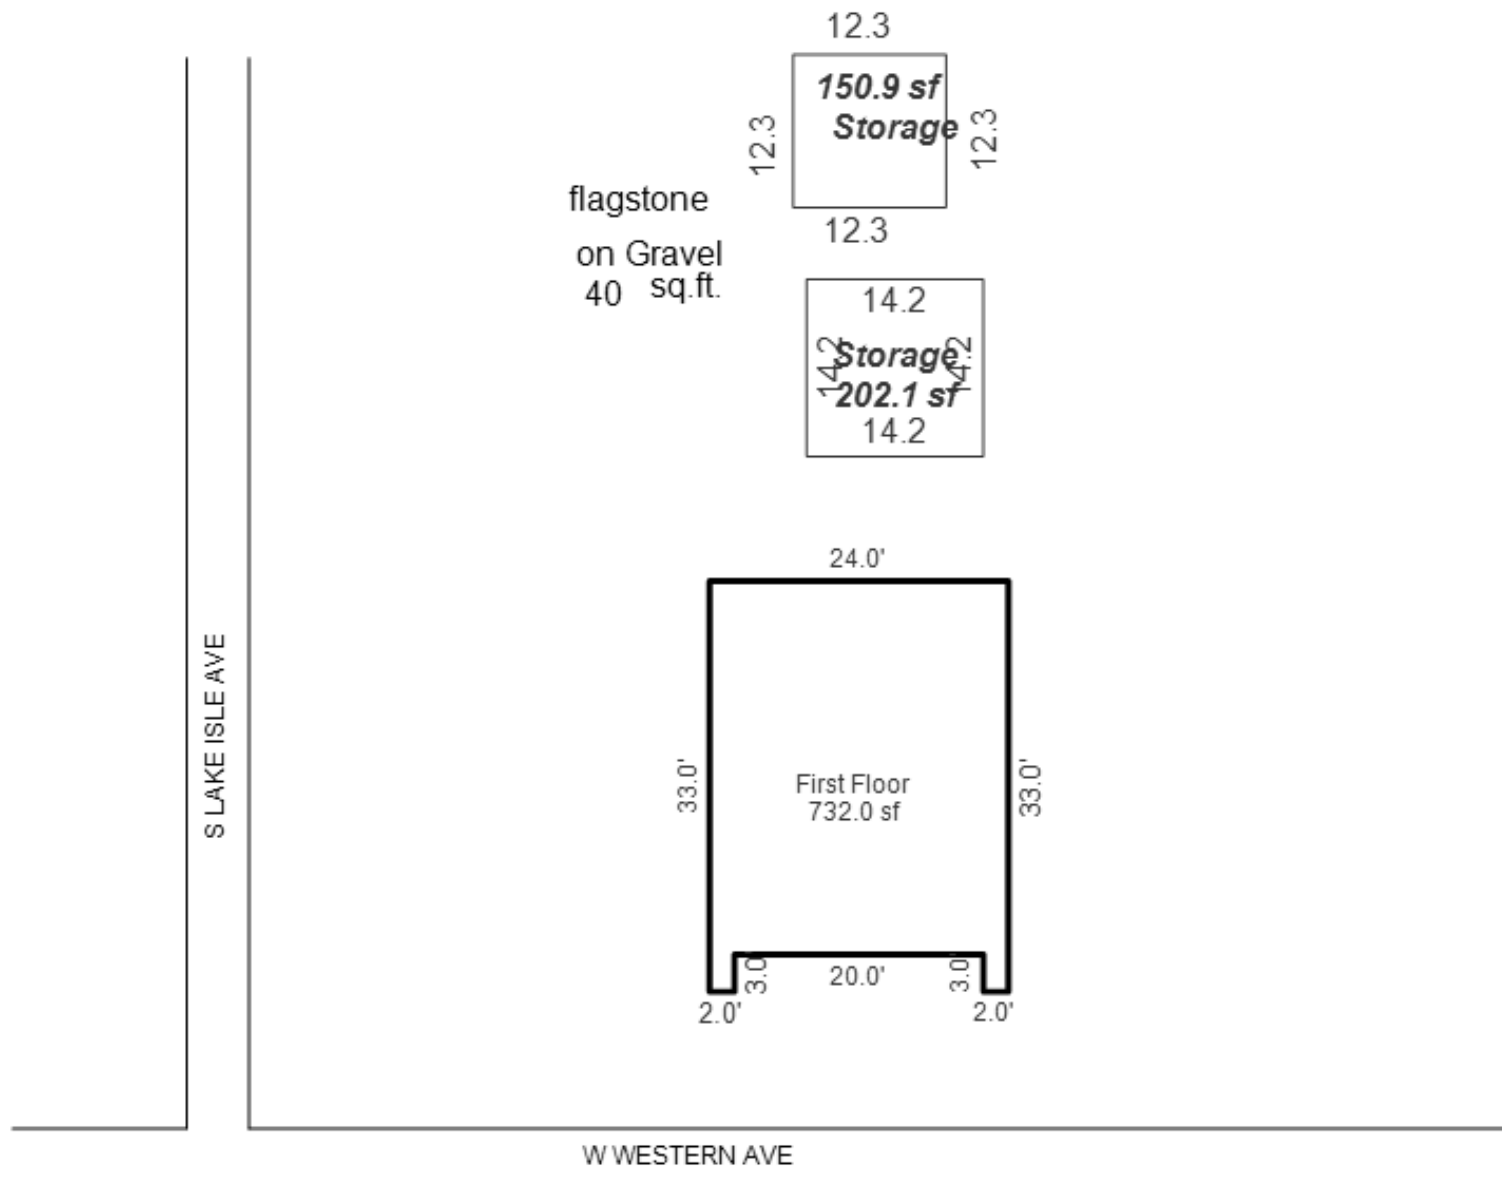 12.3
150.9 sf
Storage
12.3
12.3
12.3
flagstone
on Gravel
40 sq.ft.
14.2
14.2
14.2
Storage
202.1 sf
14.2
24.0'
33.0'
33.0'
First Floor
732.0 sf
3.0'
20.0'
3.0'
2.0'
2.0'
S LAKE ISLE AVE
W WESTERN AVE